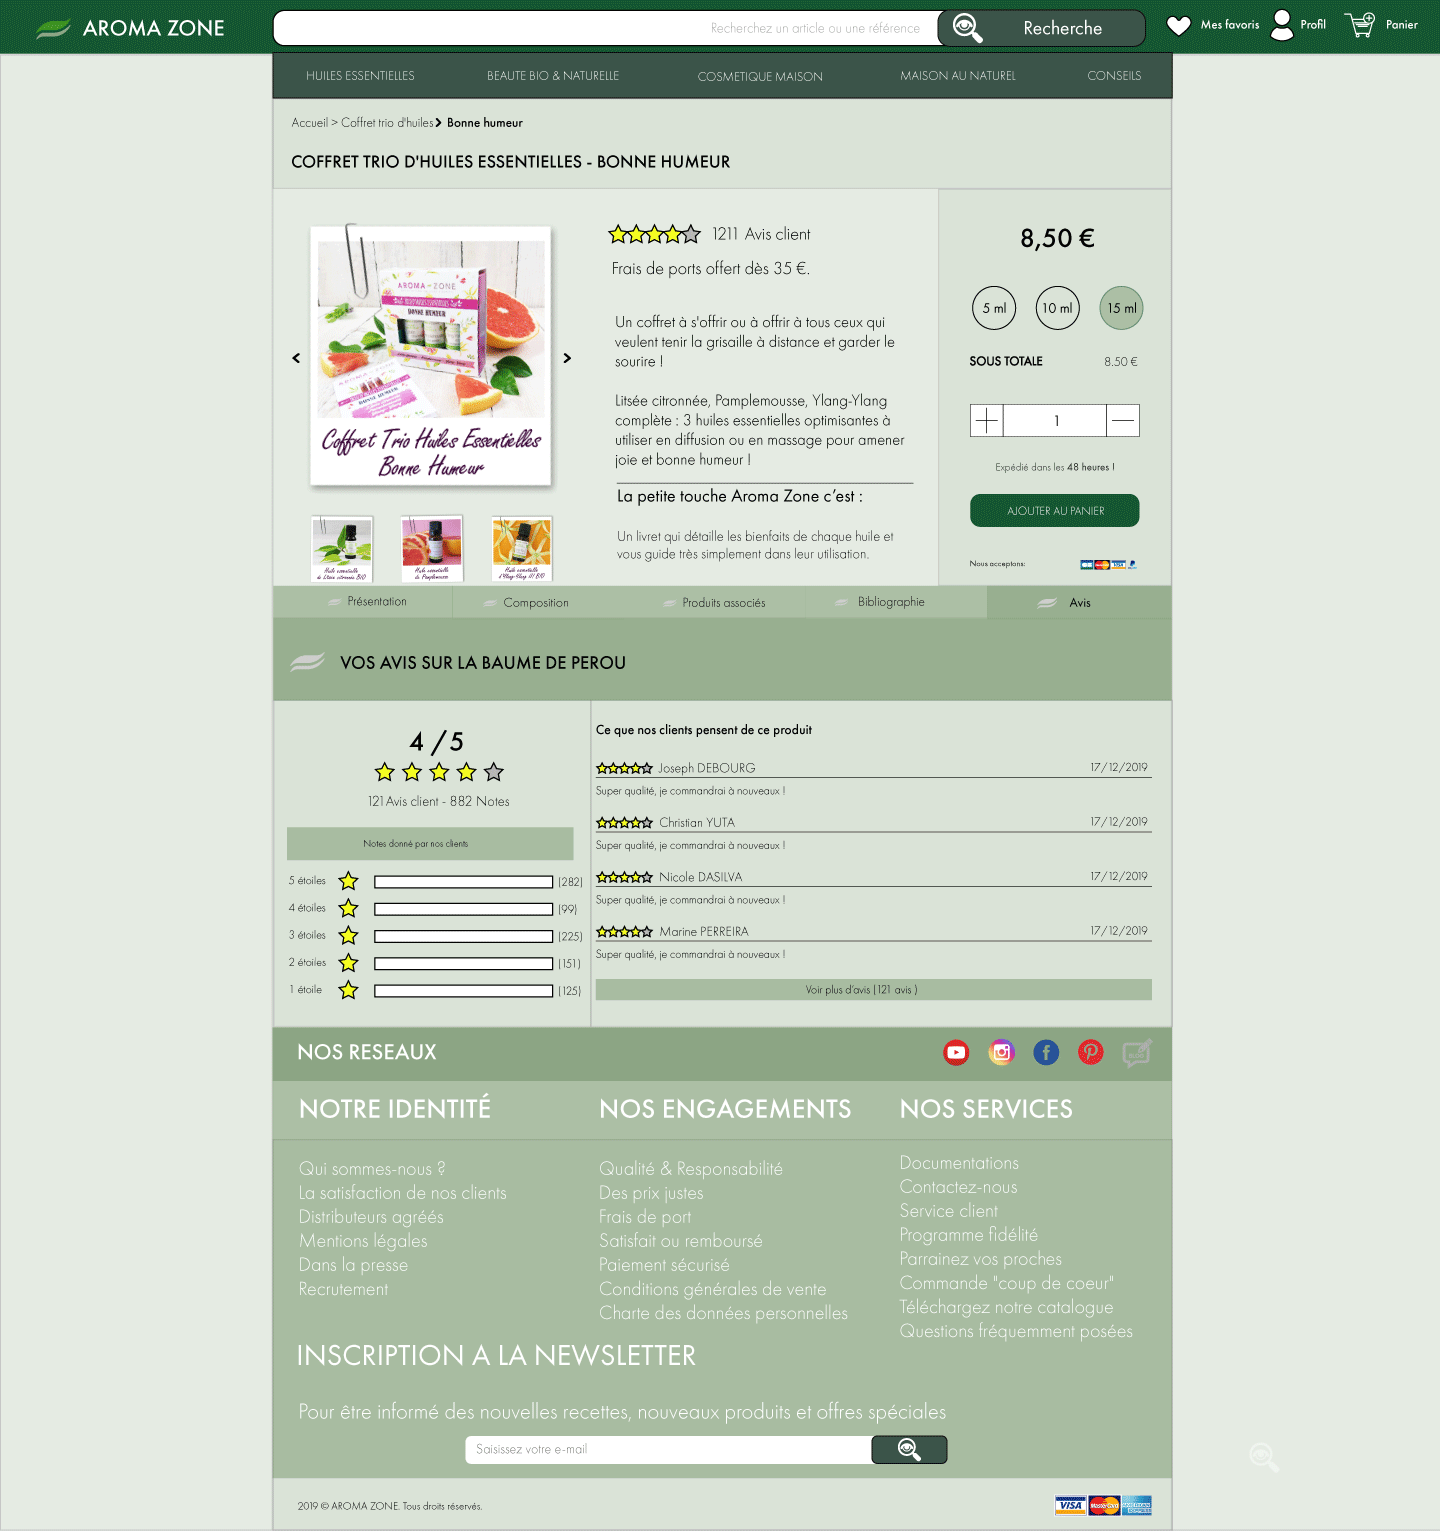 AROMA ZONE
Recherchez un article ou une référence
Recherche
Mes favoris
Profil
Panier
HUILES ESSENTIELLES
BEAUTE BIO & NATURELLE
COSMETIQUE MAISON
MAISON AU NATUREL
CONSEILS
Accueil > Coffret trio d'huiles > Bonne humeur
COFFRET TRIO D'HUILES ESSENTIELLES - BONNE HUMEUR
AROMA ZONE
BONNE HUMEUR
Coffret Trio Huiles Essentielles
Bonne Humeur
Huile essentielle
de Litsée citronnée BIO
Huile essentielle
de Pamplemousse
Huile essentielle
d'Ylang-Ylang III BIO
1211 Avis client
Frais de ports offert dès 35 €.
Un coffret à s'offrir ou à offrir à tous ceux qui
veulent tenir la grisaille à distance et garder le
sourire !
Litsée citronnée, Pamplemousse, Ylang-Ylang
complète : 3 huiles essentielles optimisantes à
utiliser en diffusion ou en massage pour amener
joie et bonne humeur !
La petite touche Aroma Zone c’est :
Un livret qui détaille les bienfaits de chaque huile et
vous guide très simplement dans leur utilisation.
8,50 €
5 ml
10 ml
15 ml
SOUS TOTALE
8.50 €
1
Expédié dans les 48 heures !
AJOUTER AU PANIER
Nous acceptons:
Présentation
Composition
Produits associés
Bibliographie
Avis
VOS AVIS SUR LA BAUME DE PEROU
4 /5
121 Avis client - 882 Notes
Notes donné par nos clients
5 étoiles (282)
4 étoiles (99)
3 étoiles (225)
2 étoiles (151)
1 étoile (125)
Ce que nos clients pensent de ce produit
Joseph DEBOURG 17/12/2019
Super qualité, je commandrai à nouveaux !
Christian YUTA 17/12/2019
Super qualité, je commandrai à nouveaux !
Nicole DASILVA 17/12/2019
Super qualité, je commandrai à nouveaux !
Marine PERREIRA 17/12/2019
Super qualité, je commandrai à nouveaux !
Voir plus d'avis (121 avis )
NOS RESEAUX
NOTRE IDENTITÉ
Qui sommes-nous ?
La satisfaction de nos clients
Distributeurs agréés
Mentions légales
Dans la presse
Recrutement
NOS ENGAGEMENTS
Qualité & Responsabilité
Des prix justes
Frais de port
Satisfait ou remboursé
Paiement sécurisé
Conditions générales de vente
Charte des données personnelles
NOS SERVICES
Documentations
Contactez-nous
Service client
Programme fidélité
Parrainez vos proches
Commande "coup de coeur"
Téléchargez notre catalogue
Questions fréquemment posées
INSCRIPTION A LA NEWSLETTER
Pour être informé des nouvelles recettes, nouveaux produits et offres spéciales
Saisissez votre e-mail
2019 © AROMA ZONE. Tous droits réservés.
VISA
MasterCard